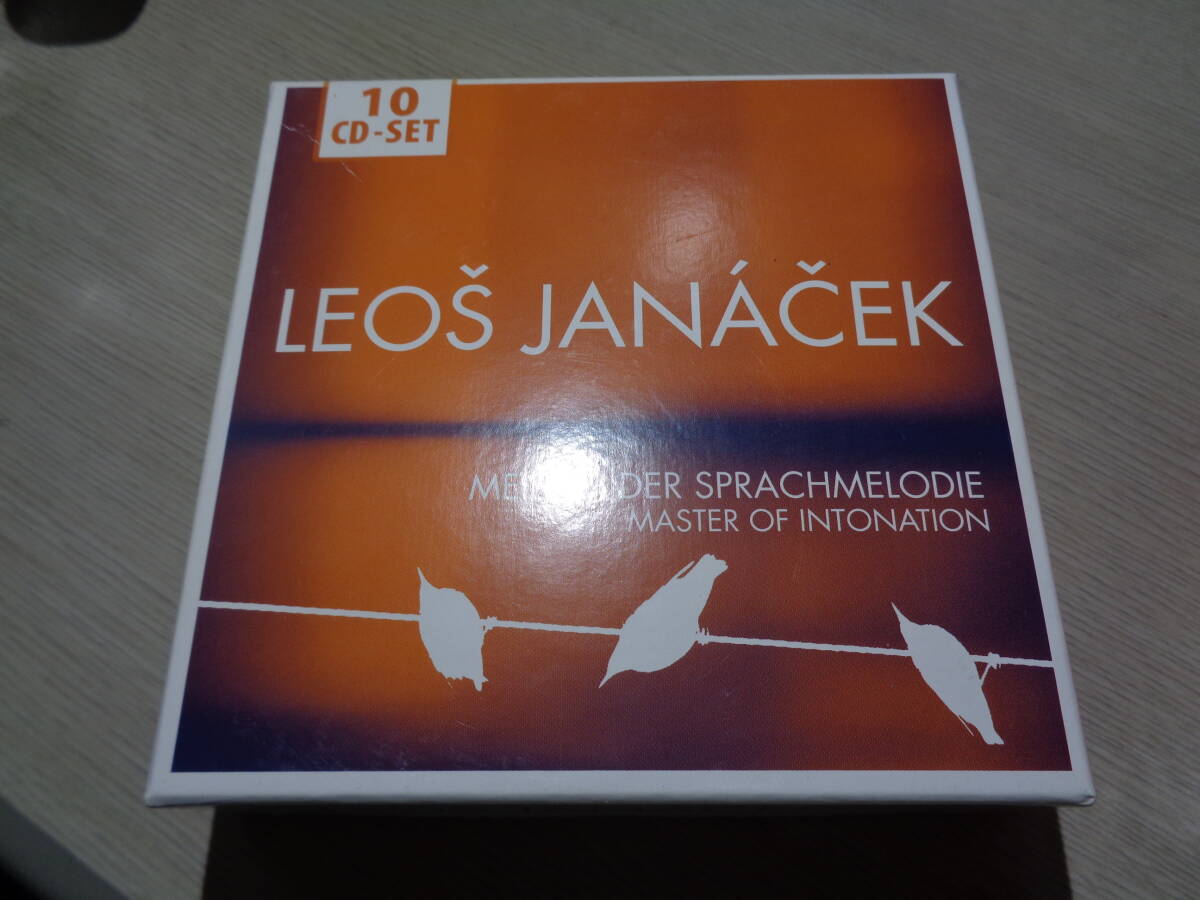 10
CD-SET
LEOŠ JANÁČEK
DER SPRACHMELODIE
MASTER OF INTONATION